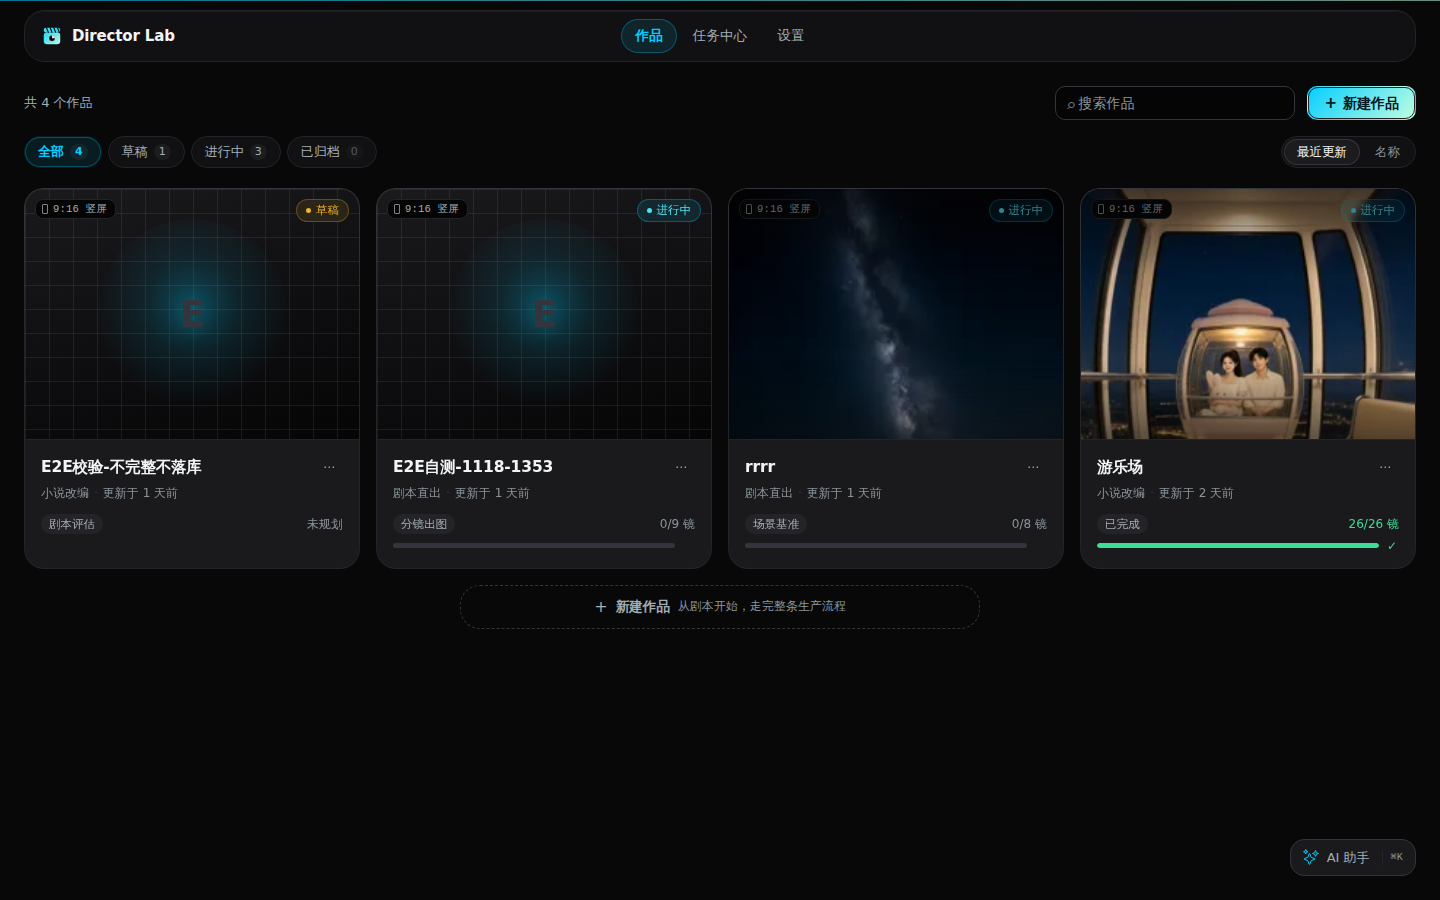 Director Lab
作品 任务中心 设置
共 4 个作品
搜索作品
+ 新建作品
全部 4 草稿 1 进行中 3 已归档 0
最近更新 名称
9:16 竖屏 草稿
E
E2E校验-不完整不落库 ···
小说改编 · 更新于 1 天前
剧本评估 未规划
9:16 竖屏 进行中
E
E2E自测-1118-1353 ···
剧本直出 · 更新于 1 天前
分镜出图 0/9 镜
9:16 竖屏 进行中
rrrr ···
剧本直出 · 更新于 1 天前
场景基准 0/8 镜
9:16 竖屏 进行中
游乐场 ···
小说改编 · 更新于 2 天前
已完成 26/26 镜
✓
+ 新建作品 从剧本开始，走完整条生产流程
AI 助手 ⌘K